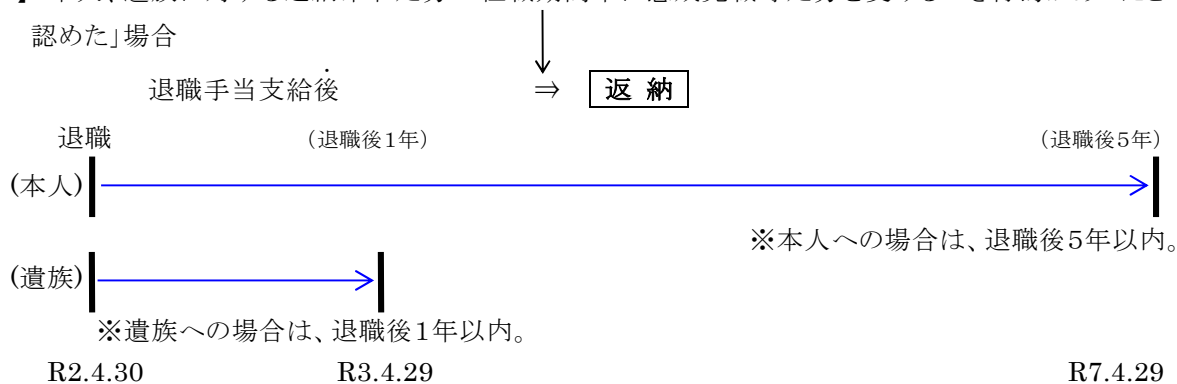 認めた」場合
退職手当支給後 ⇒ 返 納
退職 (退職後1年) (退職後5年)
(本人)
※本人への場合は、退職後5年以内。
(遺族)
※遺族への場合は、退職後1年以内。
R2.4.30 R3.4.29 R7.4.29